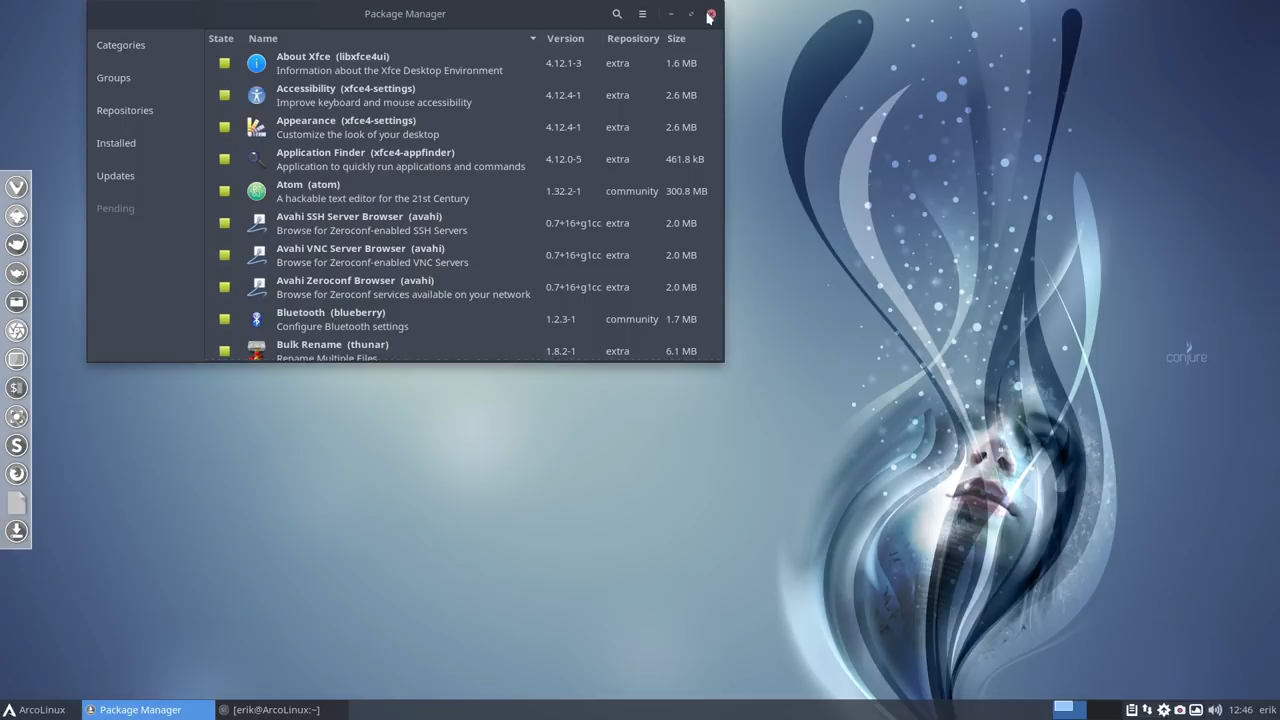 Package Manager
Categories
Groups
Repositories
Installed
Updates
Pending
State Name Version Repository Size
About Xfce (libxfce4ui) 4.12.1-3 extra 1.6 MB
Information about the Xfce Desktop Environment
Accessibility (xfce4-settings) 4.12.4-1 extra 2.6 MB
Improve keyboard and mouse accessibility
Appearance (xfce4-settings) 4.12.4-1 extra 2.6 MB
Customize the look of your desktop
Application Finder (xfce4-appfinder) 4.12.0-5 extra 461.8 kB
Application to quickly run applications and commands
Atom (atom) 1.32.2-1 community 300.8 MB
A hackable text editor for the 21st Century
Avahi SSH Server Browser (avahi) 0.7+16+g1cc extra 2.0 MB
Browse for Zeroconf-enabled SSH Servers
Avahi VNC Server Browser (avahi) 0.7+16+g1cc extra 2.0 MB
Browse for Zeroconf-enabled VNC Servers
Avahi Zeroconf Browser (avahi) 0.7+16+g1cc extra 2.0 MB
Browse for Zeroconf services available on your network
Bluetooth (blueberry) 1.2.3-1 community 1.7 MB
Configure Bluetooth settings
Bulk Rename (thunar) 1.8.2-1 extra 6.1 MB
Rename Multiple Files
conjure
ArcoLinux Package Manager [erik@ArcoLinux:~] 12:46 erik